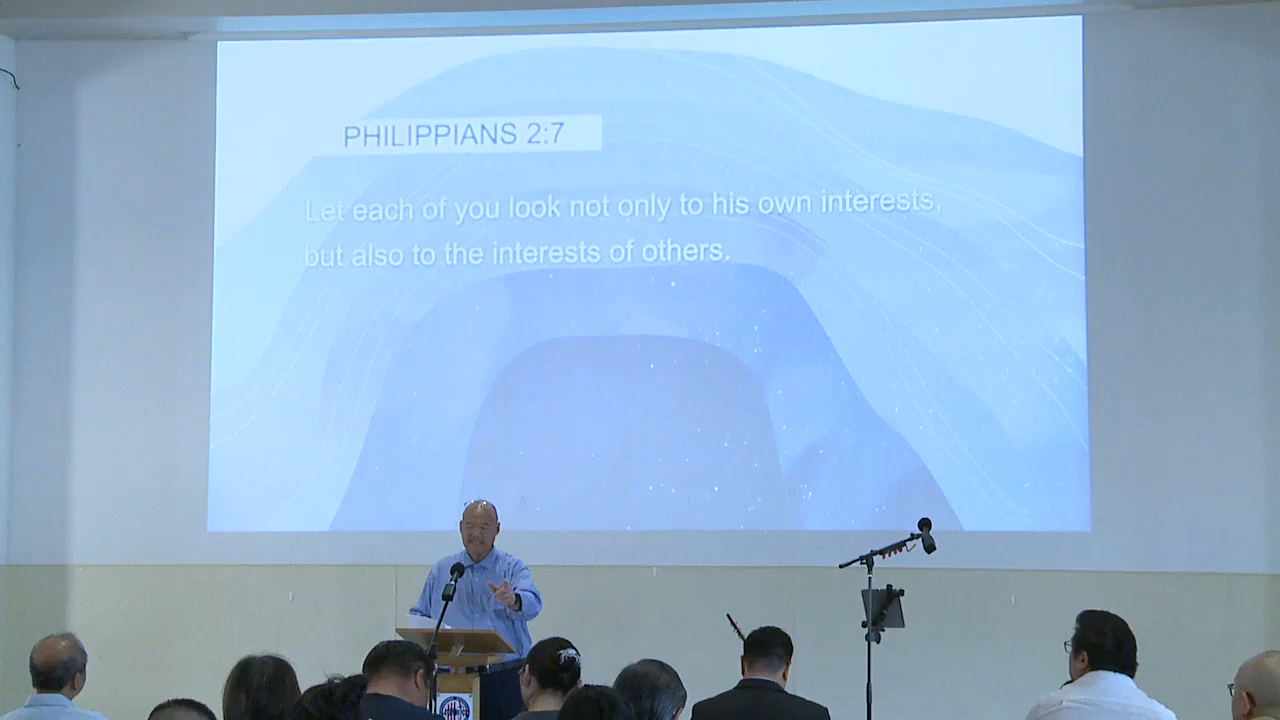 PHILIPPIANS 2:7
Let each of you look not only to his own interests,
but also to the interests of others.